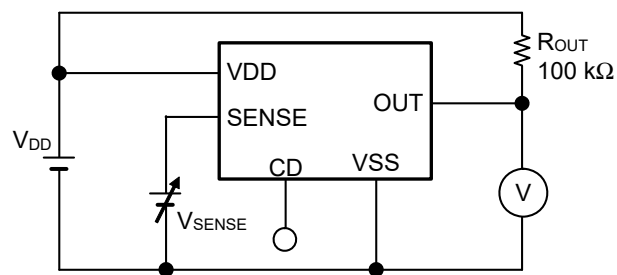 VDD
ROUT
100 kΩ
OUT
SENSE
VDD
CD
VSS
VSENSE
V